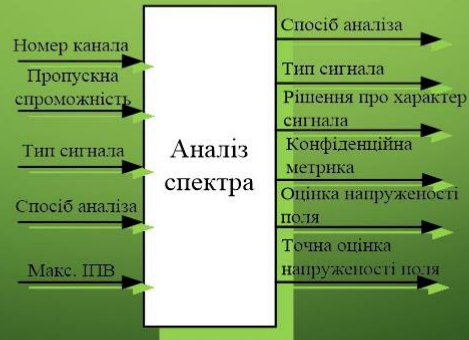 Номер канала
Пропускна
спроможність
Тип сигнала
Спосіб аналіза
Макс. ІПВ
Аналіз
спектра
Спосіб аналіза
Тип сигнала
Рішення про характер
сигнала
Конфіденційна
метрика
Оцінка напруженості
поля
Точна оцінка
напруженості поля